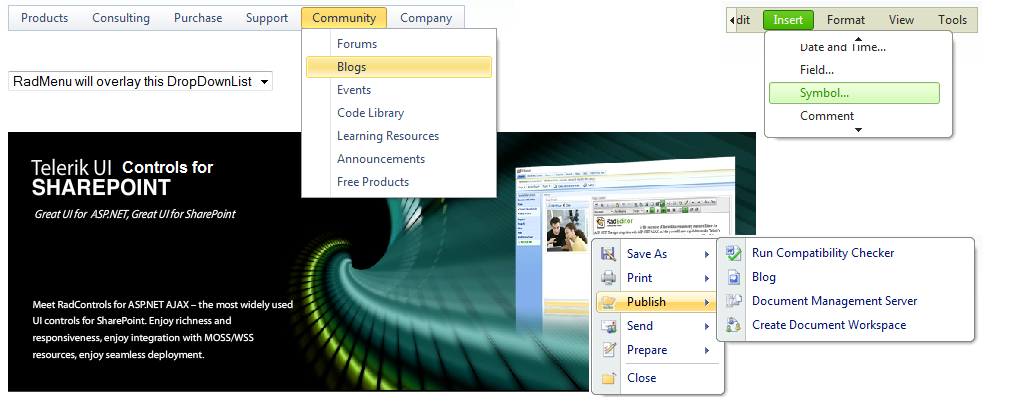 Products Consulting Purchase Support Community Company
Forums
Blogs
Events
Code Library
Learning Resources
Announcements
Free Products
RadMenu will overlay this DropDownList
dit Insert Format View Tools
Date and Time...
Field...
Symbol...
Comment
Telerik UI Controls for
SHAREPOINT
Great UI for ASP.NET, Great UI for SharePoint
Meet RadControls for ASP.NET AJAX – the most widely used
UI controls for SharePoint. Enjoy richness and
responsiveness, enjoy integration with MOSS/WSS
resources, enjoy seamless deployment.
RadEditor
Save As
Print
Publish
Send
Prepare
Close
Run Compatibility Checker
Blog
Document Management Server
Create Document Workspace